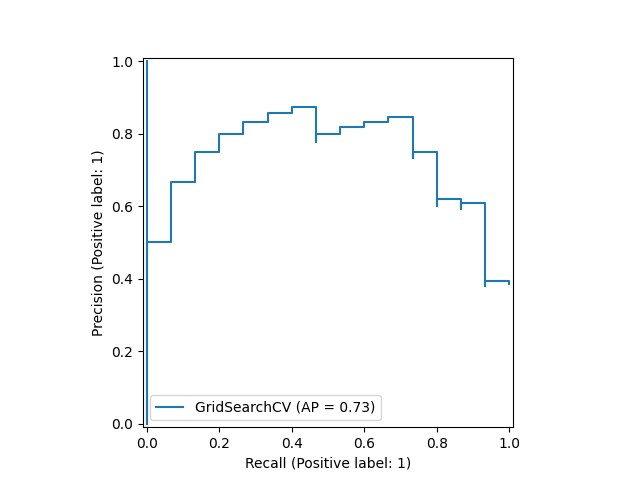 1.0
0.8
0.6
0.4
0.2
0.0
Precision (Positive label: 1)
GridSearchCV (AP = 0.73)
0.0 0.2 0.4 0.6 0.8 1.0
Recall (Positive label: 1)